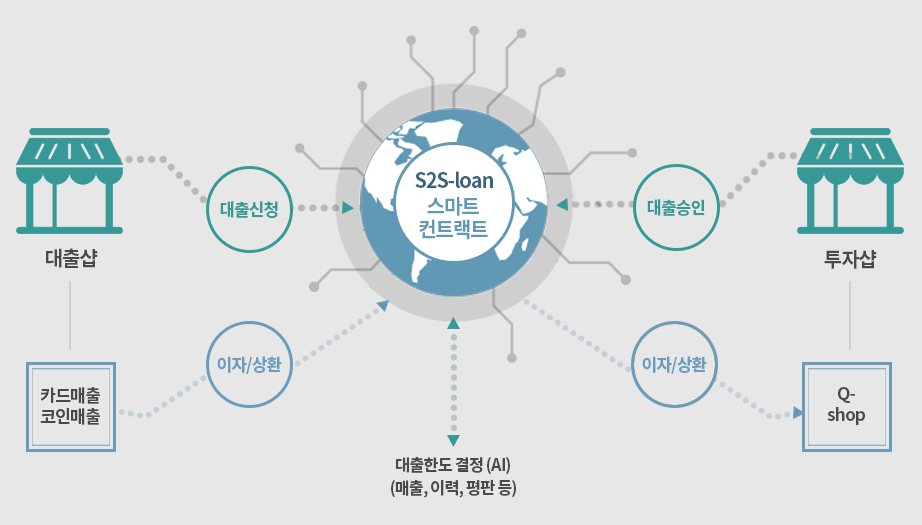 S2S-loan
스마트
컨트랙트
대출신청
대출승인
대출샵
투자샵
이자/상환
이자/상환
카드매출
코인매출
Q-
shop
대출한도 결정 (AI)
(매출, 이력, 평판 등)